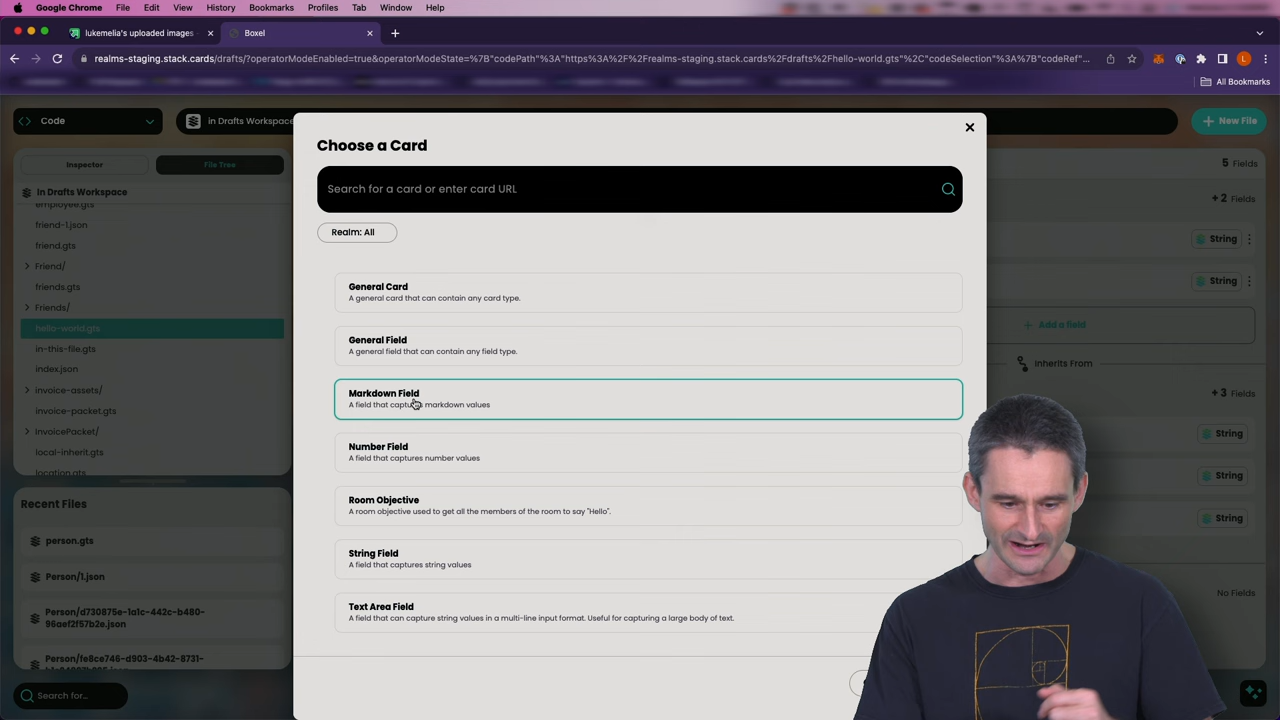 Google Chrome File Edit View History Bookmarks Profiles Tab Window Help
lukemelia's uploaded images
Boxel
realms-staging.stack.cards/drafts/?operatorModeEnabled=true&operatorModeState=%7B"codePath"%3A"https%3A%2F%2Frealms-staging.stack.cards%2Fdrafts%2Fhello-world.gts"%2C"codeSelection"%3A%7B"codeRef"...
L
All Bookmarks
Code
in Drafts Workspace
New File
Inspector
File Tree
In Drafts Workspace
employee.gts
friend-1.json
friend.gts
Friend/
friends.gts
Friends/
hello-world.gts
in-this-file.gts
index.json
invoice-assets/
invoice-packet.gts
InvoicePacket/
local-inherit.gts
location.gts
Recent Files
person.gts
Person/1.json
Person/d730875e-1a1c-442c-b480-
96aef2f57b2e.json
Person/fe8ce746-d903-4b42-8731-
Search for...
Choose a Card
Search for a card or enter card URL
Realm: All
General Card
A general card that can contain any card type.
General Field
A general field that can contain any field type.
Markdown Field
A field that captures markdown values
Number Field
A field that captures number values
Room Objective
A room objective used to get all the members of the room to say "Hello".
String Field
A field that captures string values
Text Area Field
A field that can capture string values in a multi-line input format. Useful for capturing a large body of text.
5 Fields
+ 2 Fields
String
String
+ Add a field
Inherits From
+ 3 Fields
String
String
String
No Fields